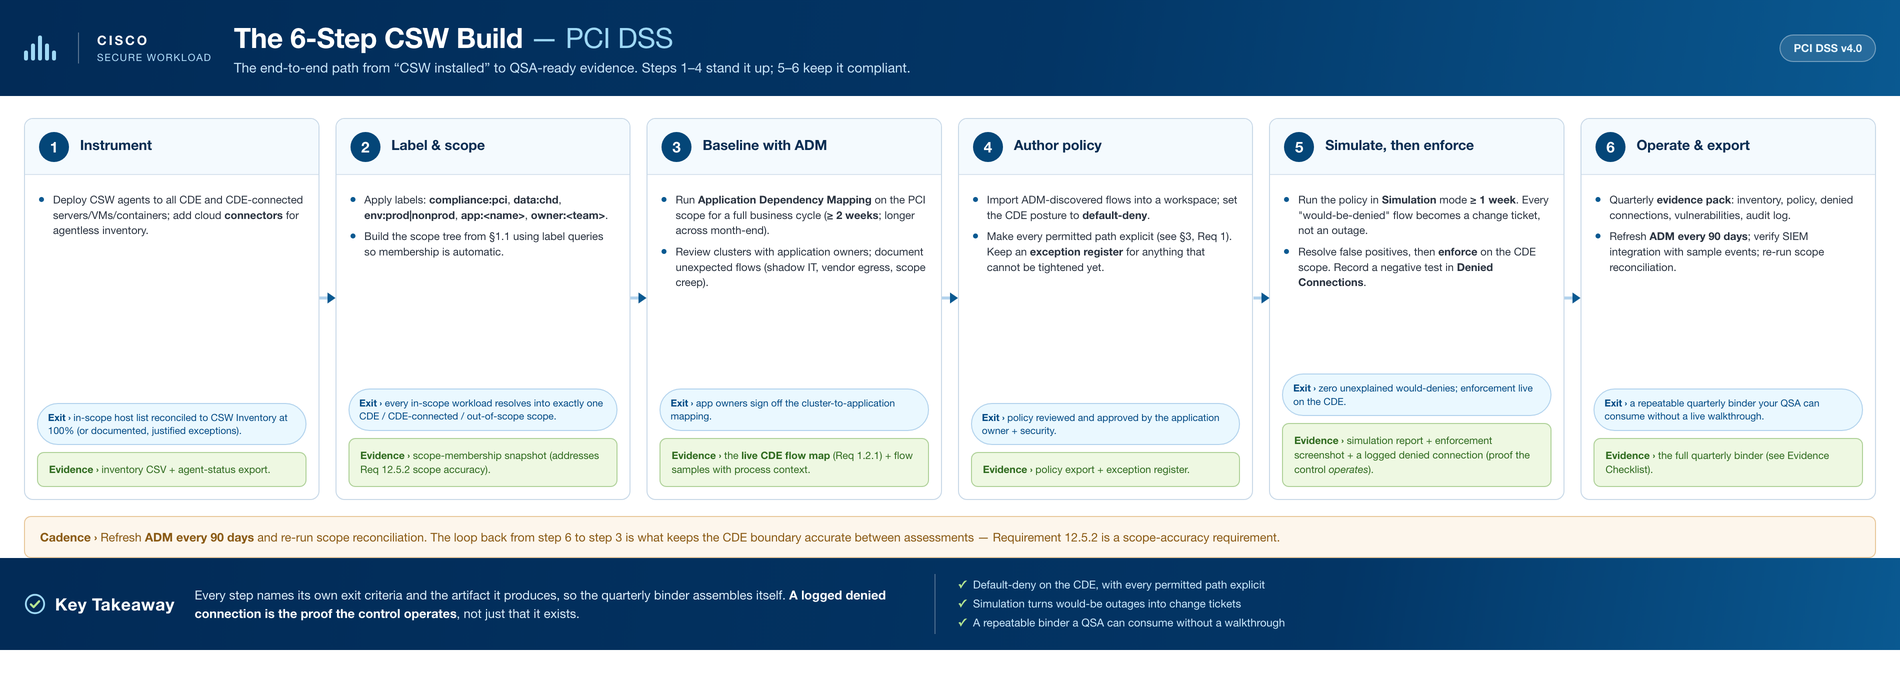 CISCO
SECURE WORKLOAD
The 6-Step CSW Build — PCI DSS
The end-to-end path from “CSW installed” to QSA-ready evidence. Steps 1–4 stand it up; 5–6 keep it compliant.
PCI DSS v4.0
1 Instrument
Deploy CSW agents to all CDE and CDE-connected
servers/VMs/containers; add cloud connectors for
agentless inventory.
Exit › in-scope host list reconciled to CSW Inventory at
100% (or documented, justified exceptions).
Evidence › inventory CSV + agent-status export.
2 Label & scope
Apply labels: compliance:pci, data:chd,
env:prod|nonprod, app:<name>, owner:<team>.
Build the scope tree from §1.1 using label queries
so membership is automatic.
Exit › every in-scope workload resolves into exactly one
CDE / CDE-connected / out-of-scope scope.
Evidence › scope-membership snapshot (addresses
Req 12.5.2 scope accuracy).
3 Baseline with ADM
Run Application Dependency Mapping on the PCI
scope for a full business cycle (≥ 2 weeks; longer
across month-end).
Review clusters with application owners; document
unexpected flows (shadow IT, vendor egress, scope
creep).
Exit › app owners sign off the cluster-to-application
mapping.
Evidence › the live CDE flow map (Req 1.2.1) + flow
samples with process context.
4 Author policy
Import ADM-discovered flows into a workspace; set
the CDE posture to default-deny.
Make every permitted path explicit (see §3, Req 1).
Keep an exception register for anything that
cannot be tightened yet.
Exit › policy reviewed and approved by the application
owner + security.
Evidence › policy export + exception register.
5 Simulate, then enforce
Run the policy in Simulation mode ≥ 1 week. Every
"would-be-denied" flow becomes a change ticket,
not an outage.
Resolve false positives, then enforce on the CDE
scope. Record a negative test in Denied
Connections.
Exit › zero unexplained would-denies; enforcement live
on the CDE.
Evidence › simulation report + enforcement
screenshot + a logged denied connection (proof the
control operates).
6 Operate & export
Quarterly evidence pack: inventory, policy, denied
connections, vulnerabilities, audit log.
Refresh ADM every 90 days; verify SIEM
integration with sample events; re-run scope
reconciliation.
Exit › a repeatable quarterly binder your QSA can
consume without a live walkthrough.
Evidence › the full quarterly binder (see Evidence
Checklist).
Cadence › Refresh ADM every 90 days and re-run scope reconciliation. The loop back from step 6 to step 3 is what keeps the CDE boundary accurate between assessments — Requirement 12.5.2 is a scope-accuracy requirement.
Key Takeaway
Every step names its own exit criteria and the artifact it produces, so the quarterly binder assembles itself. A logged denied
connection is the proof the control operates, not just that it exists.
✓ Default-deny on the CDE, with every permitted path explicit
✓ Simulation turns would-be outages into change tickets
✓ A repeatable binder a QSA can consume without a walkthrough